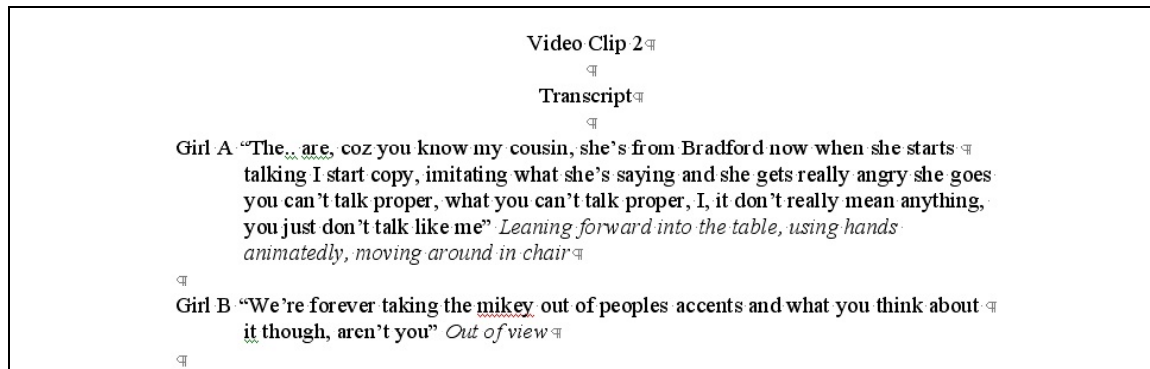 Video Clip 2
Transcript
Girl A “The.. are, coz you know my cousin, she’s from Bradford now when she starts
talking I start copy, imitating what she’s saying and she gets really angry she goes
you can’t talk proper, what you can’t talk proper, I, it don’t really mean anything,
you just don’t talk like me” Leaning forward into the table, using hands
animatedly, moving around in chair
Girl B “We’re forever taking the mikey out of peoples accents and what you think about
it though, aren’t you” Out of view